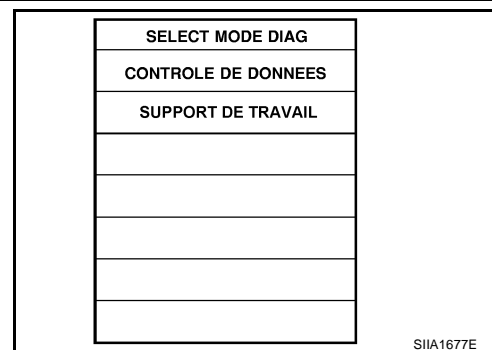 SELECT MODE DIAG
CONTROLE DE DONNEES
SUPPORT DE TRAVAIL
SIIA1677E